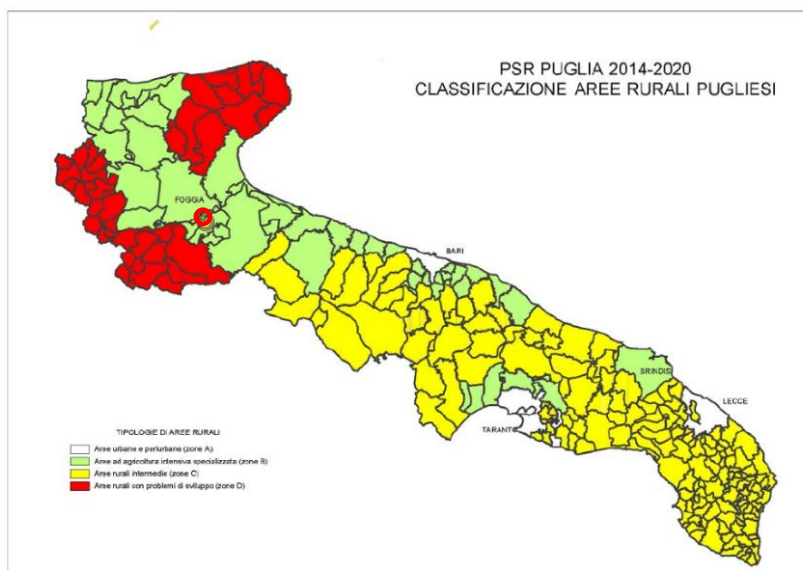 PSR PUGLIA 2014-2020
CLASSIFICAZIONE AREE RURALI PUGLIESI
FOGGIA
BARI
BRINDISI
LECCE
TARANTO
TIPOLOGIE DI AREE RURALI
Aree urbane e periurbane (zone A)
Aree ad agricoltura intensiva specializzata (zone B)
Aree rurali intermedie (zone C)
Aree rurali con problemi di sviluppo (zone D)